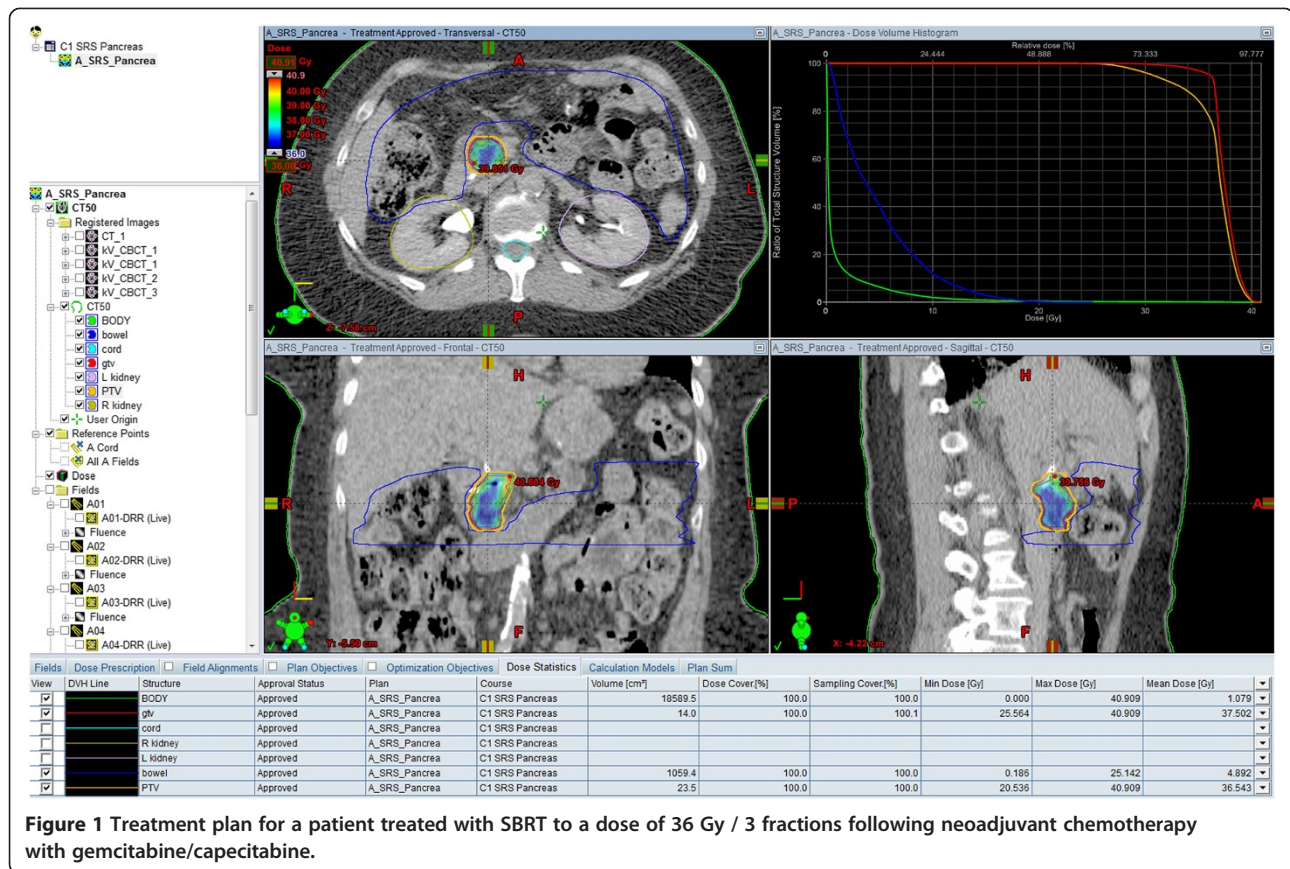 C1 SRS Pancreas
A_SRS_Pancrea
A_SRS_Pancrea
CT50
Registered Images
CT_1
kV_CBCT_1
kV_CBCT_1
kV_CBCT_2
kV_CBCT_3
CT50
BODY
bowel
cord
gtv
L kidney
PTV
R kidney
User Origin
Reference Points
A Cord
All A Fields
Dose
Fields
A01
A01-DRR (Live)
Fluence
A02
A02-DRR (Live)
Fluence
A03
A03-DRR (Live)
Fluence
A04
A04-DRR (Live)
A_SRS_Pancrea - Treatment Approved - Transversal - CT50
Dose
40.91 Gy
40.9
40.00 Gy
39.00 Gy
38.00 Gy
37.00 Gy
36.0
36.00 Gy
A
R
L
P
Z: -7.58 cm
A_SRS_Pancrea - Dose Volume Histogram
Relative dose [%]
0 24.444 48.888 73.333 97.777
100
80
60
40
20
0
Ratio of Total Structure Volume [%]
0 10 20 30 40
Dose [Gy]
A_SRS_Pancrea - Treatment Approved - Frontal - CT50
H
R
L
F
A_SRS_Pancrea - Treatment Approved - Sagittal - CT50
H
39.756 Gy
P
A
F
X: -4.22 cm
Fields Dose Prescription Field Alignments Plan Objectives Optimization Objectives Dose Statistics Calculation Models Plan Sum
View DVH Line Structure Approval Status Plan Course Volume [cm³] Dose Cover.[%] Sampling Cover.[%] Min Dose [Gy] Max Dose [Gy] Mean Dose [Gy]
BODY Approved A_SRS_Pancrea C1 SRS Pancreas 18589.5 100.0 100.0 0.000 40.909 1.079
gtv Approved A_SRS_Pancrea C1 SRS Pancreas 14.0 100.0 100.1 25.564 40.909 37.502
cord Approved A_SRS_Pancrea C1 SRS Pancreas
R kidney Approved A_SRS_Pancrea C1 SRS Pancreas
L kidney Approved A_SRS_Pancrea C1 SRS Pancreas
bowel Approved A_SRS_Pancrea C1 SRS Pancreas 1059.4 100.0 100.0 0.186 25.142 4.892
PTV Approved A_SRS_Pancrea C1 SRS Pancreas 23.5 100.0 100.0 20.536 40.909 36.543
Figure 1 Treatment plan for a patient treated with SBRT to a dose of 36 Gy / 3 fractions following neoadjuvant chemotherapy
with gemcitabine/capecitabine.